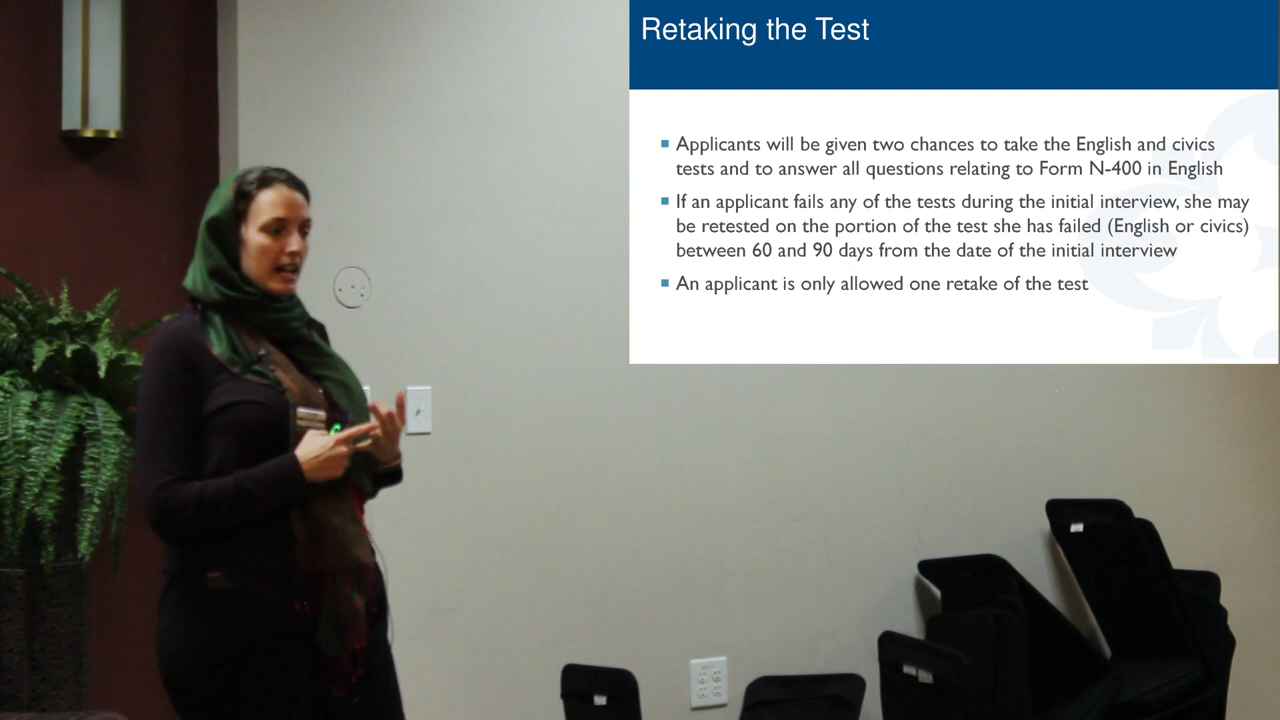 Retaking the Test
Applicants will be given two chances to take the English and civics
tests and to answer all questions relating to Form N-400 in English
If an applicant fails any of the tests during the initial interview, she may
be retested on the portion of the test she has failed (English or civics)
between 60 and 90 days from the date of the initial interview
An applicant is only allowed one retake of the test